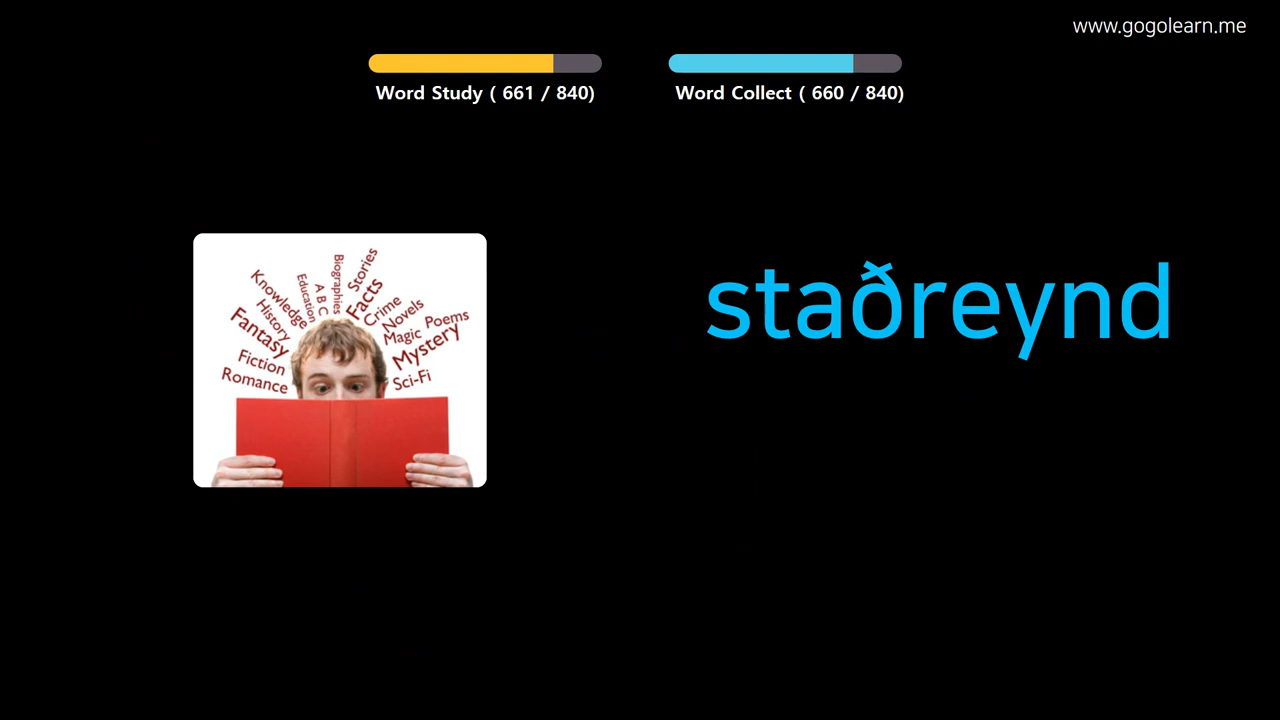 www.gogolearn.me
Word Study ( 661 / 840)
Word Collect ( 660 / 840)
staðreynd
Knowledge
History
Fantasy
Fiction
Romance
Education
A B C
Biographies
Stories
Facts
Crime
Novels
Magic
Poems
Mystery
Sci-Fi